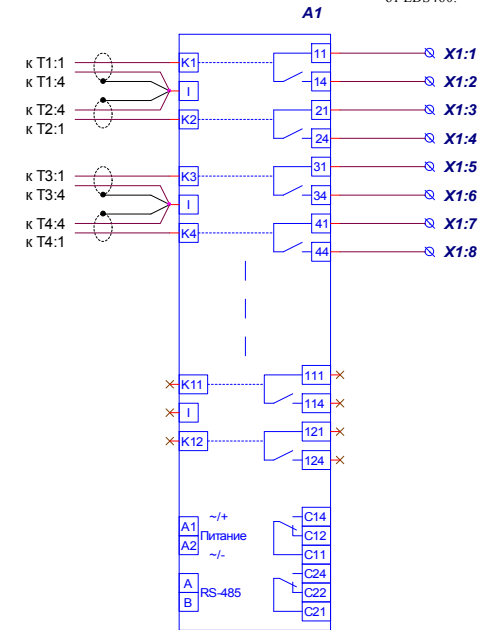 A1
к T1:1
к T1:4
к T2:4
к T2:1
к T3:1
к T3:4
к T4:4
к T4:1
K1
I
K2
K3
I
K4
K11
I
K12
11
14
21
24
31
34
41
44
111
114
121
124
X1:1
X1:2
X1:3
X1:4
X1:5
X1:6
X1:7
X1:8
A1
A2
~/+
Питание
~/-
A
B
RS-485
C14
C12
C11
C24
C22
C21